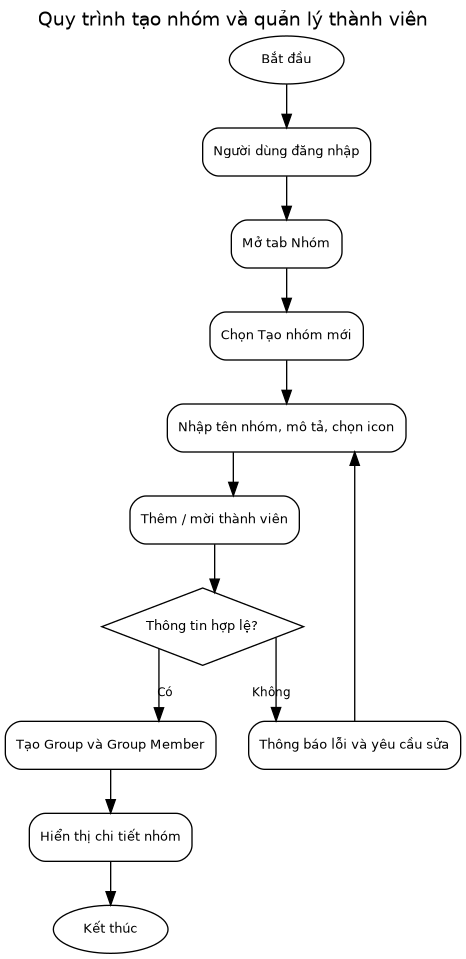 Quy trình tạo nhóm và quản lý thành viên
Bắt đầu
Người dùng đăng nhập
Mở tab Nhóm
Chọn Tạo nhóm mới
Nhập tên nhóm, mô tả, chọn icon
Thêm / mời thành viên
Thông tin hợp lệ?
Có
Không
Tạo Group và Group Member
Thông báo lỗi và yêu cầu sửa
Hiển thị chi tiết nhóm
Kết thúc